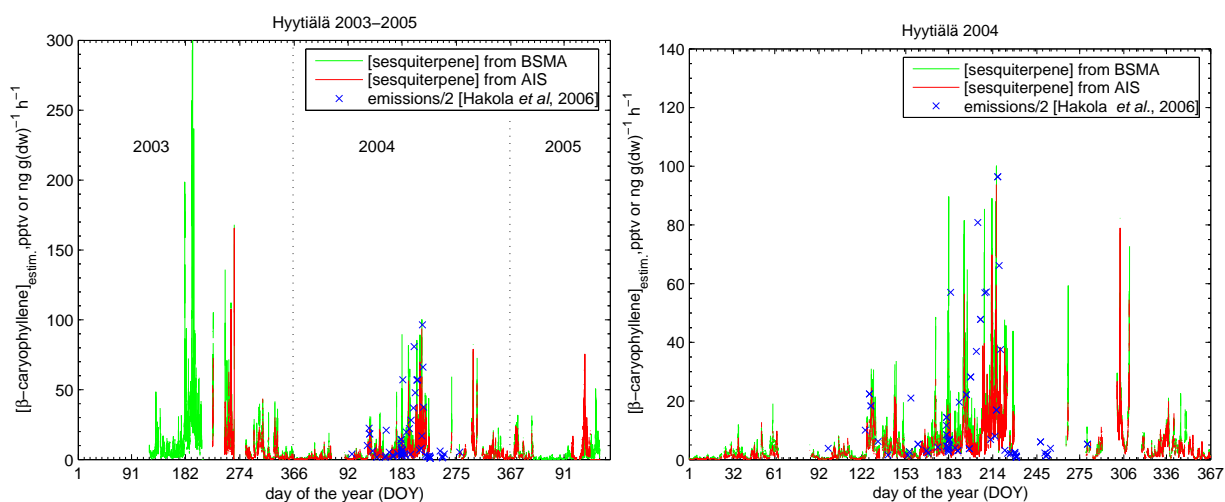 Hyytiälä 2003–2005
[sesquiterpene] from BSMA
[sesquiterpene] from AIS
emissions/2 [Hakola et al, 2006]
2003
2004
2005
300
250
200
150
100
50
0
[[β−caryophyllene]estim.,pptv or ng g(dw)−1 h−1
1 91 182 274 366 92 183 275 367 91
day of the year (DOY)
Hyytiälä 2004
[sesquiterpene] from BSMA
[sesquiterpene] from AIS
emissions/2 [Hakola et al., 2006]
140
120
100
80
60
40
20
0
[[β−caryophyllene]estim.,pptv or ng g(dw)−1 h−1
1 32 63 92 122 153 183 214 245 275 306 336 367
day of the year (DOY)